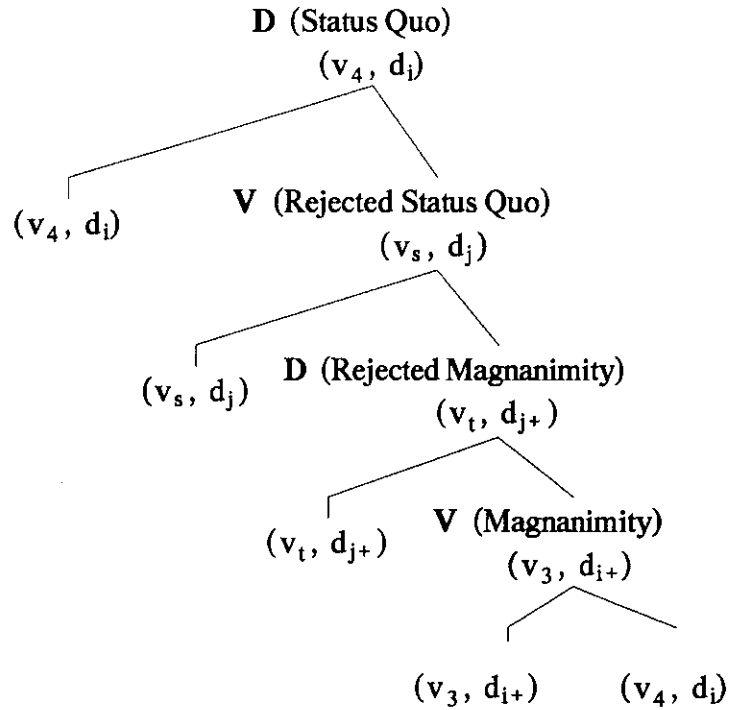 D (Status Quo)
(v₄, dᵢ)
(v₄, dᵢ)
V (Rejected Status Quo)
(vₛ, dⱼ)
(vₛ, dⱼ)
D (Rejected Magnanimity)
(vₜ, dⱼ₊)
(vₜ, dⱼ₊)
V (Magnanimity)
(v₃, dᵢ₊)
(v₃, dᵢ₊) (v₄, dᵢ)